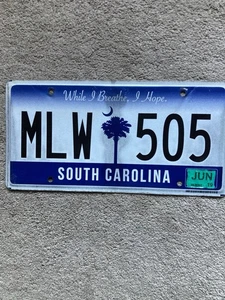 While I Breathe, I Hope.
MLW 505
SOUTH CAROLINA
JUN